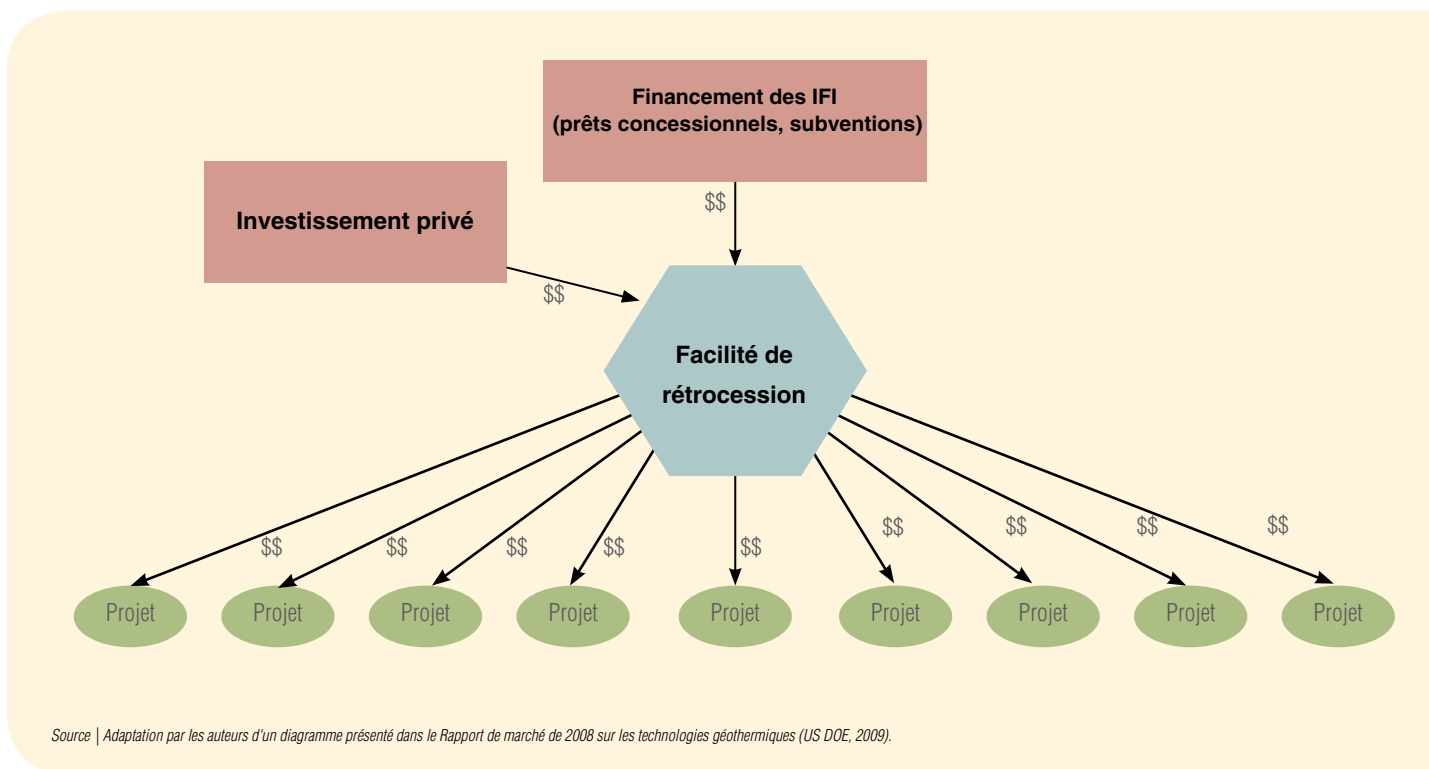 Financement des IFI
(prêts concessionnels, subventions)
Investissement privé
$$
$$
Facilité de
rétrocession
$$ $$ $$ $$ $$ $$ $$ $$ $$
Projet Projet Projet Projet Projet Projet Projet Projet Projet
Source | Adaptation par les auteurs d'un diagramme présenté dans le Rapport de marché de 2008 sur les technologies géothermiques (US DOE, 2009).